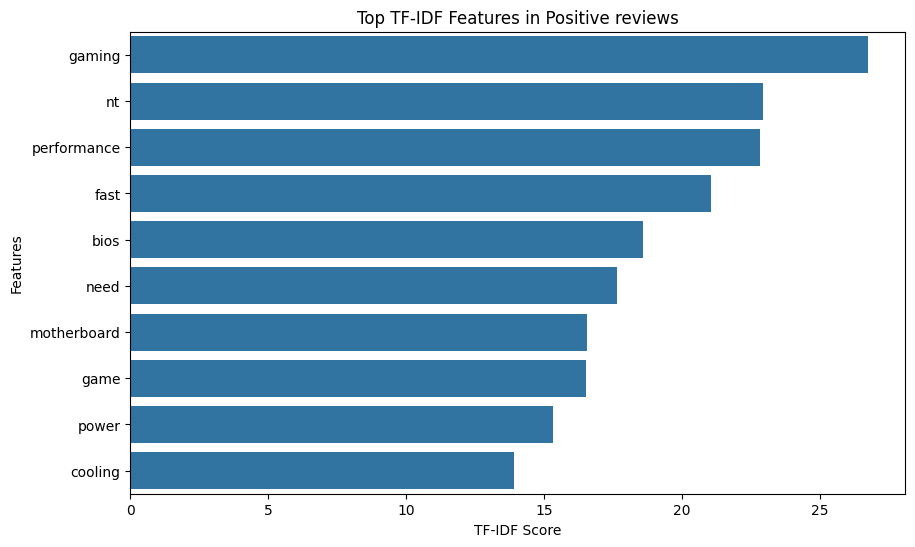 Top TF-IDF Features in Positive reviews
Features
gaming
nt
performance
fast
bios
need
motherboard
game
power
cooling
0 5 10 15 20 25
TF-IDF Score